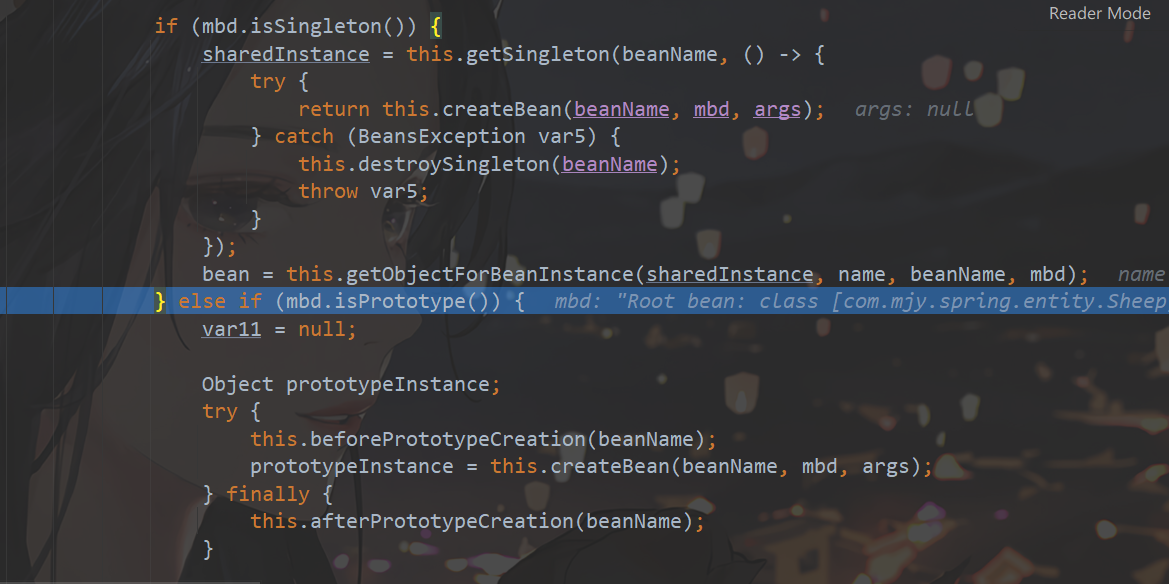 Reader Mode
if (mbd.isSingleton()) {
sharedInstance = this.getSingleton(beanName, () -> {
try {
return this.createBean(beanName, mbd, args); args: null
} catch (BeansException var5) {
this.destroySingleton(beanName);
throw var5;
}
});
bean = this.getObjectForBeanInstance(sharedInstance, name, beanName, mbd); name
} else if (mbd.isPrototype()) { mbd: "Root bean: class [com.mjy.spring.entity.Sheep
var11 = null;
Object prototypeInstance;
try {
this.beforePrototypeCreation(beanName);
prototypeInstance = this.createBean(beanName, mbd, args);
} finally {
this.afterPrototypeCreation(beanName);
}